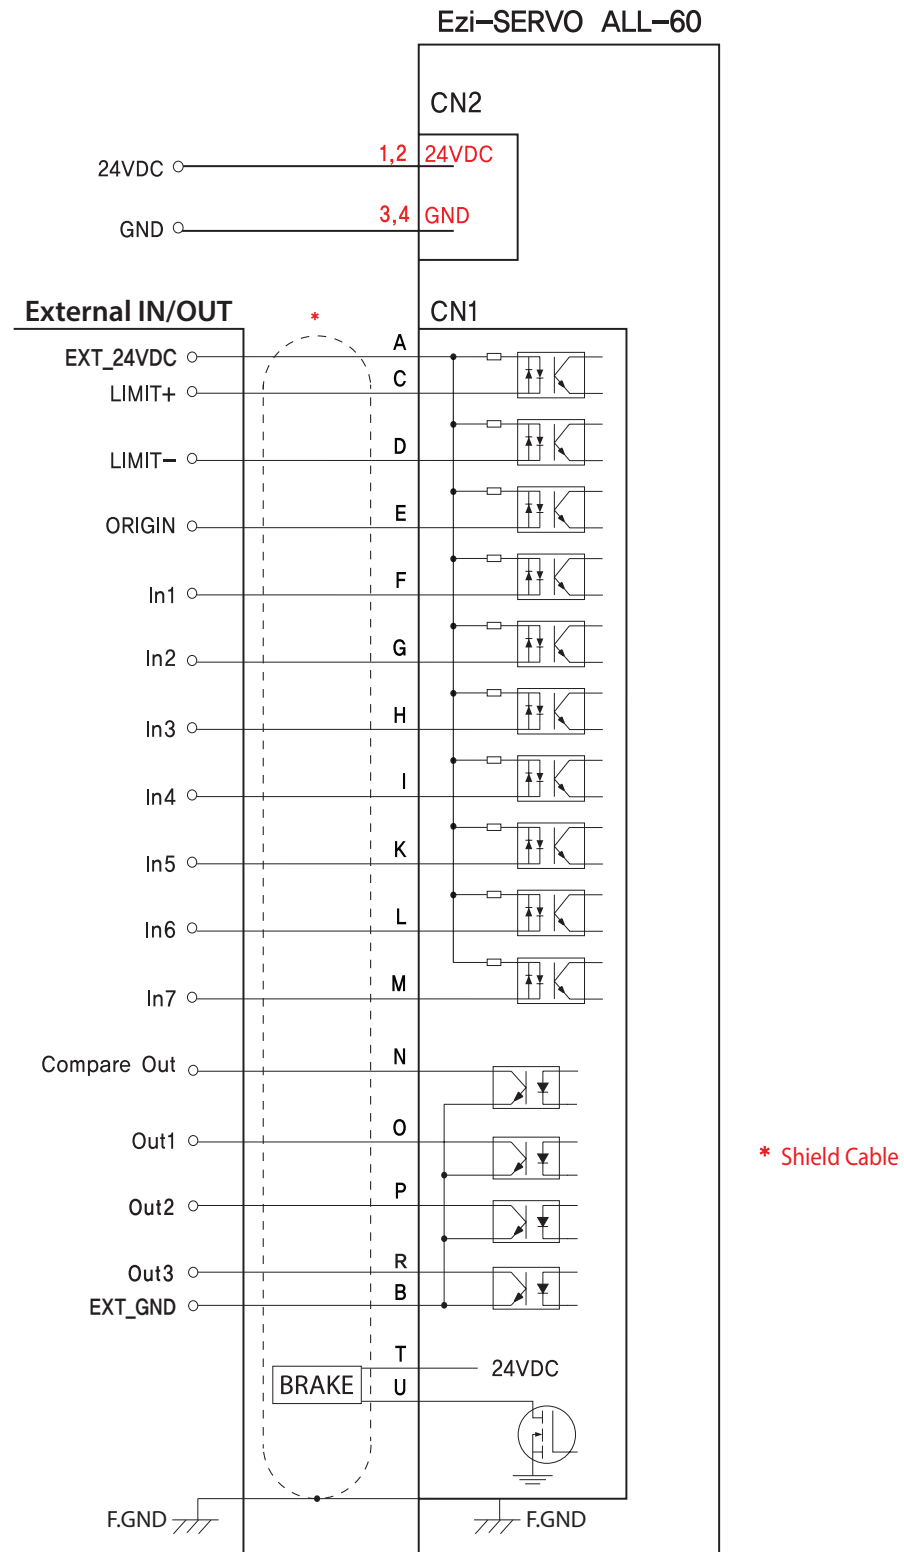 Ezi-SERVO ALL-60
CN2
24VDC 1,2 24VDC
GND 3,4 GND
External IN/OUT * CN1
EXT_24VDC A
LIMIT+ C
LIMIT- D
ORIGIN E
In1 F
In2 G
In3 H
In4 I
In5 K
In6 L
In7 M
Compare Out N
Out1 O
* Shield Cable
Out2 P
Out3 R
EXT_GND B
T 24VDC
BRAKE U
F.GND F.GND